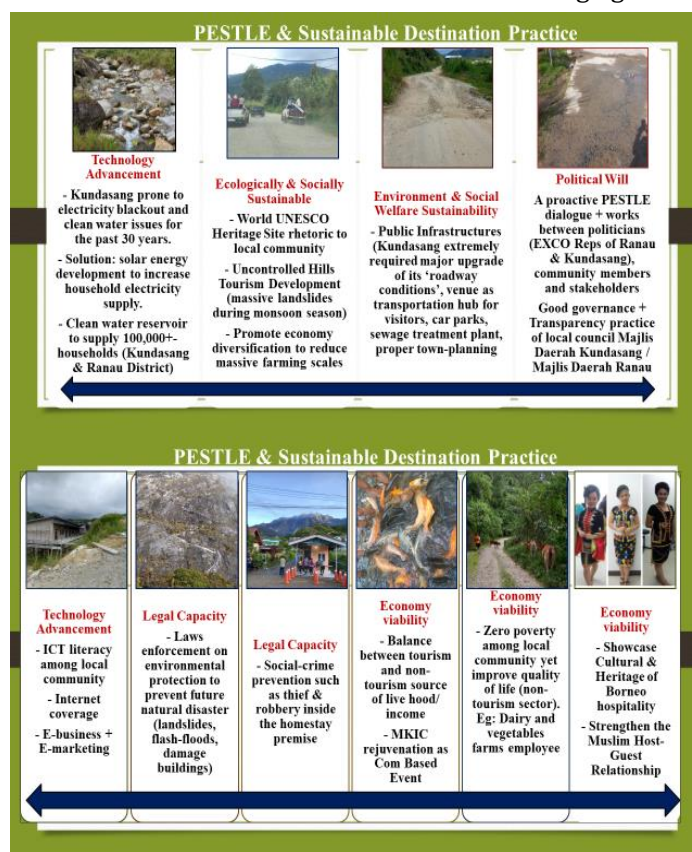 PESTLE & Sustainable Destination Practice
Technology
Advancement
- Kundasang prone to
electricity blackout and
clean water issues for
the past 30 years.
- Solution: solar energy
development to increase
household electricity
supply.
- Clean water reservoir
to supply 100,000+-
households (Kundasang
& Ranau District)
Ecologically & Socially
Sustainable
- World UNESCO
Heritage Site rhetoric to
local community
- Uncontrolled Hills
Tourism Development
(massive landslides
during monsoon season)
- Promote economy
diversification to reduce
massive farming scales
Environment & Social
Welfare Sustainability
- Public Infrastructures
(Kundasang extremely
required major upgrade
of its ‘roadway
conditions’, venue as
transportation hub for
visitors, car parks,
sewage treatment plant,
proper town-planning
Political Will
A proactive PESTLE
dialogue + works
between politicians
(EXCO Reps of Ranau
& Kundasang),
community members
and stakeholders
Good governance +
Transparency practice
of local council Majlis
Daerah Kundasang /
Majlis Daerah Ranau
PESTLE & Sustainable Destination Practice
Technology
Advancement
- ICT literacy
among local
community
- Internet
coverage
- E-business +
E-marketing
Legal Capacity
- Laws
enforcement on
environmental
protection to
prevent future
natural disaster
(landslides,
flash-floods,
damage
buildings)
Legal Capacity
- Social-crime
prevention such
as thief &
robbery inside
the homestay
premise
Economy
viability
- Balance
between tourism
and non-
tourism source
of live hood/
income
- MKIC
rejuvenation as
Com Based
Event
Economy
viability
- Zero poverty
among local
community yet
improve quality
of life (non-
tourism sector).
Eg: Dairy and
vegetables
farms employee
Economy
viability
- Showcase
Cultural &
Heritage of
Borneo
hospitality
- Strengthen the
Muslim Host-
Guest
Relationship